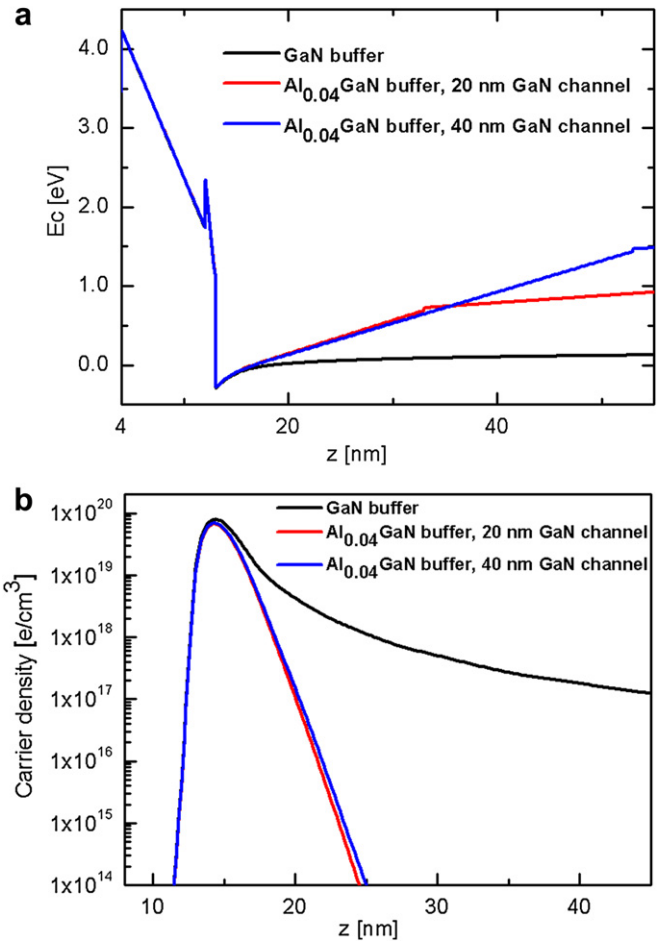 a
GaN buffer
Al0.04GaN buffer, 20 nm GaN channel
Al0.04GaN buffer, 40 nm GaN channel
4.0
3.0
2.0
1.0
0.0
Ec [eV]
4 20 40
z [nm]
b
GaN buffer
Al0.04GaN buffer, 20 nm GaN channel
Al0.04GaN buffer, 40 nm GaN channel
1x10^20
1x10^19
1x10^18
1x10^17
1x10^16
1x10^15
1x10^14
Carrier density [e/cm^3]
10 20 30 40
z [nm]